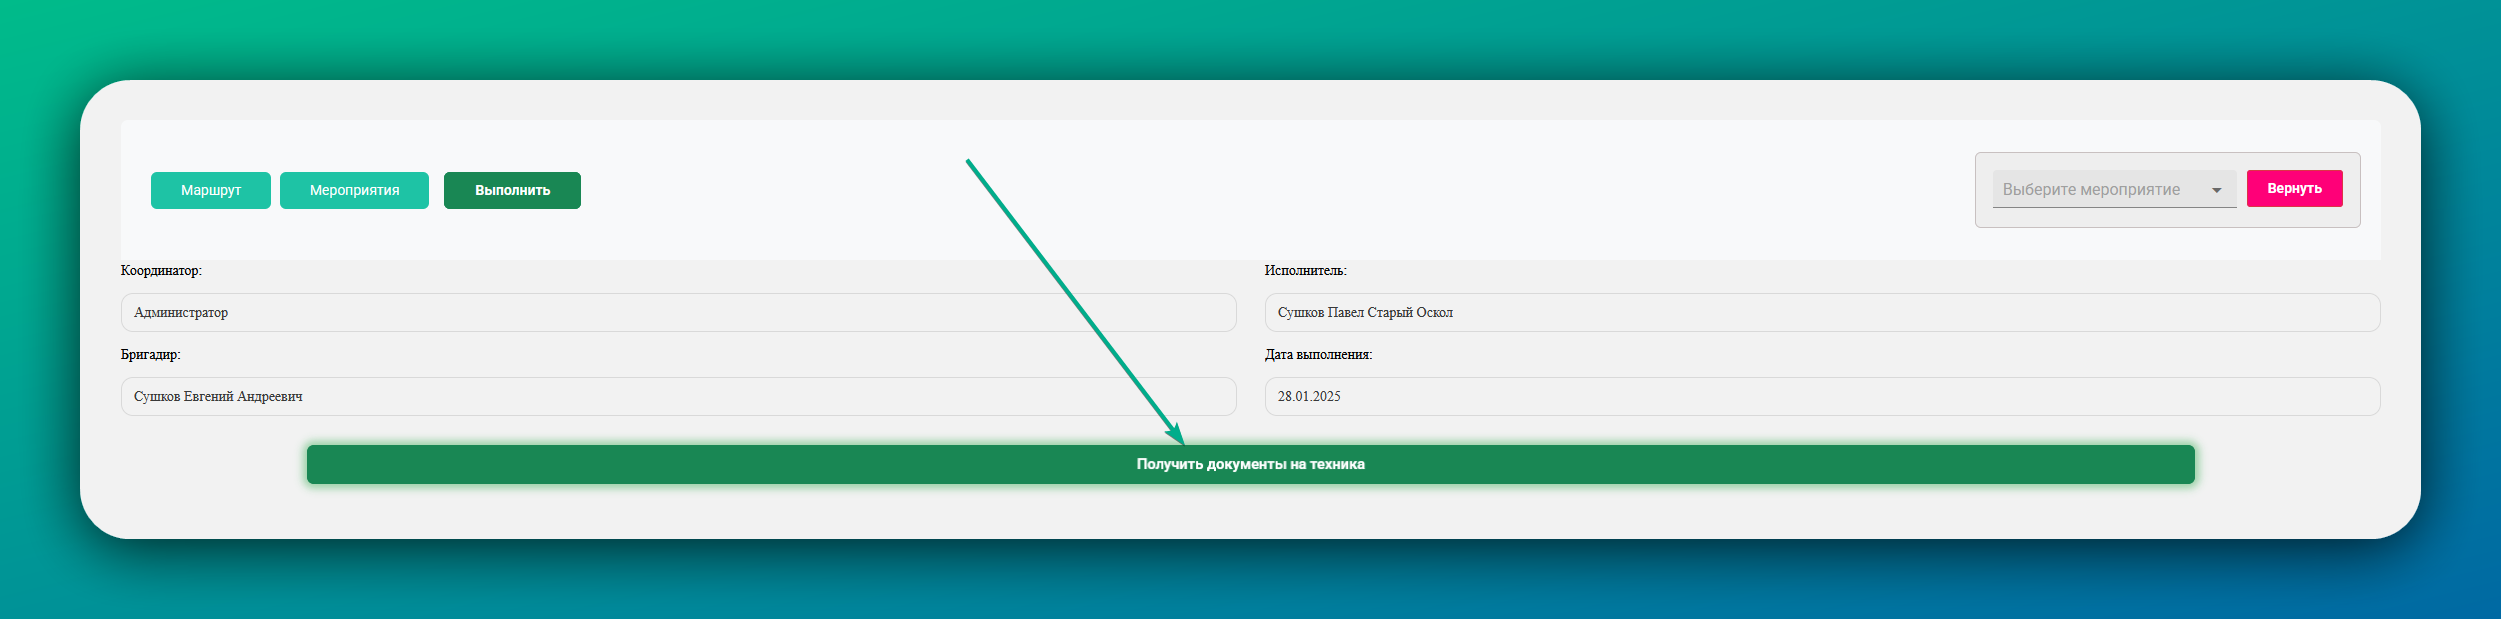 Маршрут
Мероприятия
Выполнить
Выберите мероприятие
Вернуть
Координатор:
Администратор
Исполнитель:
Сушков Павел Старый Оскол
Бригадир:
Сушков Евгений Андреевич
Дата выполнения:
28.01.2025
Получить документы на техника